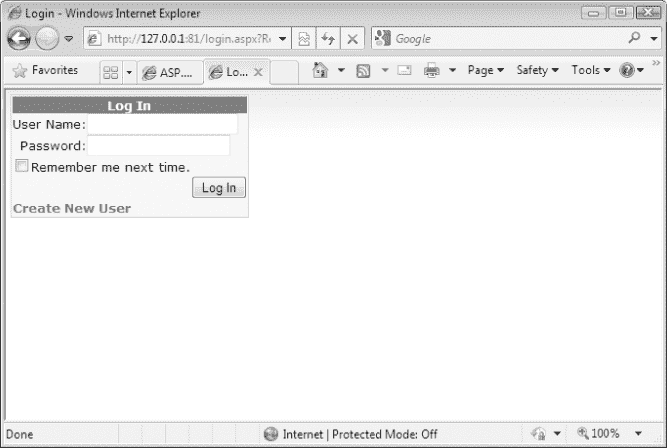 Login - Windows Internet Explorer
http://127.0.0.1:81/login.aspx?R
Google
Favorites
ASP....
Lo...
Page
Safety
Tools
Log In
User Name:
Password:
Remember me next time.
Log In
Create New User
Done
Internet | Protected Mode: Off
100%